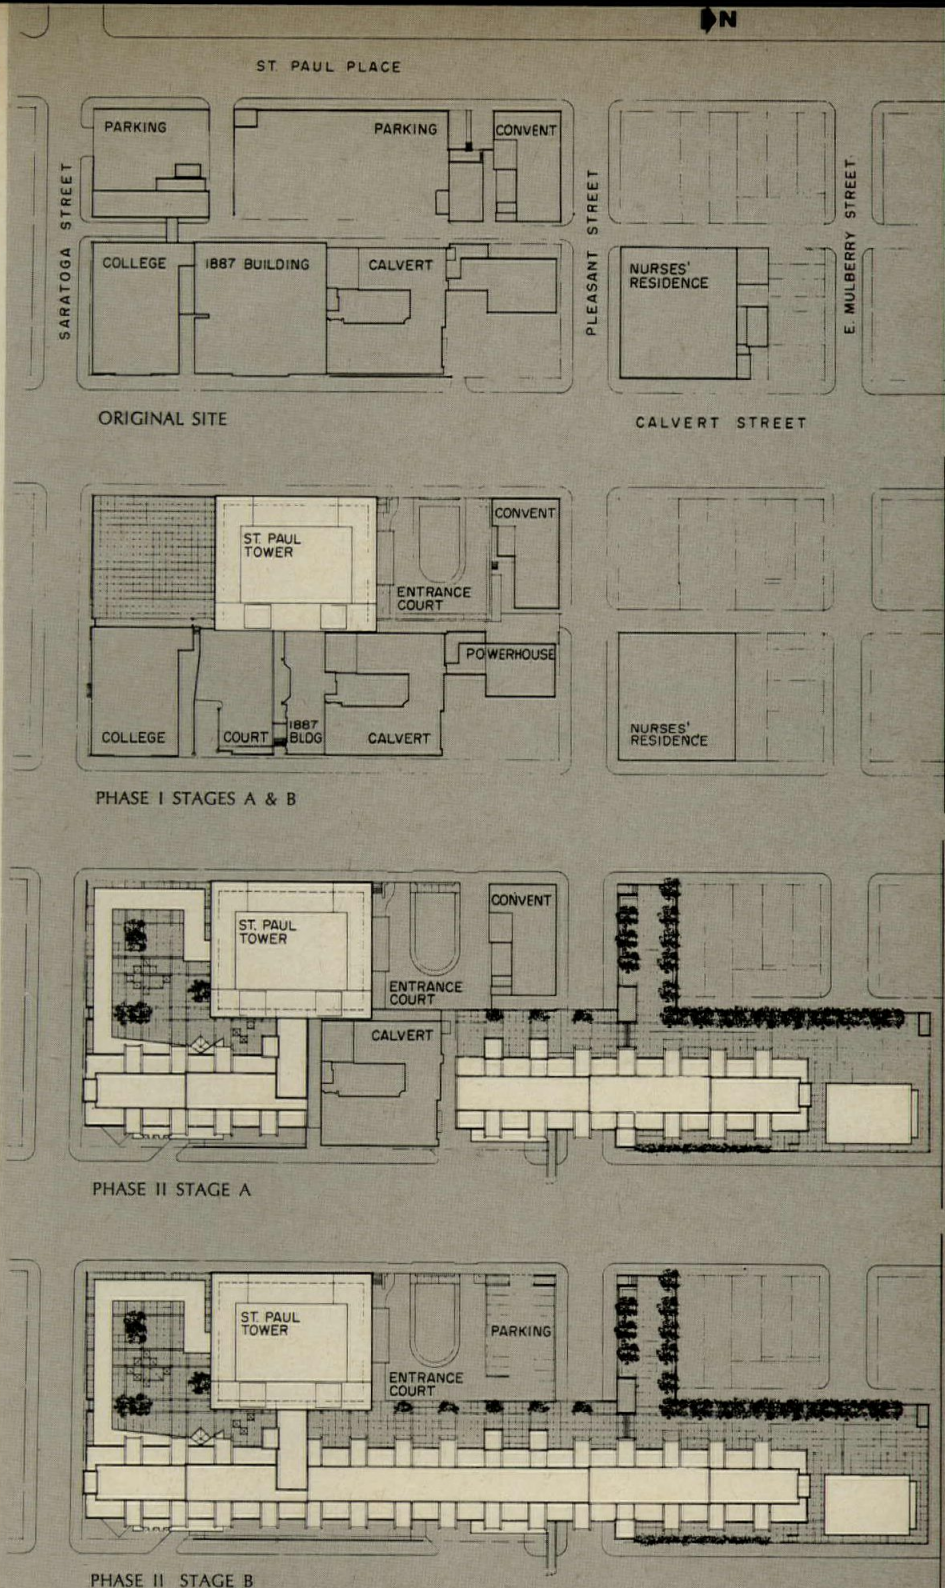 N
ST. PAUL PLACE
PARKING
PARKING
CONVENT
SARATOGA STREET
PLEASANT STREET
E. MULBERRY STREET
COLLEGE
1887 BUILDING
CALVERT
NURSES'
RESIDENCE
ORIGINAL SITE
CALVERT STREET
ST. PAUL
TOWER
CONVENT
ENTRANCE
COURT
POWERHOUSE
COLLEGE
COURT
1887
BLDG
CALVERT
NURSES'
RESIDENCE
PHASE I STAGES A & B
ST. PAUL
TOWER
CONVENT
ENTRANCE
COURT
CALVERT
PHASE II STAGE A
ST. PAUL
TOWER
PARKING
ENTRANCE
COURT
PHASE II STAGE B